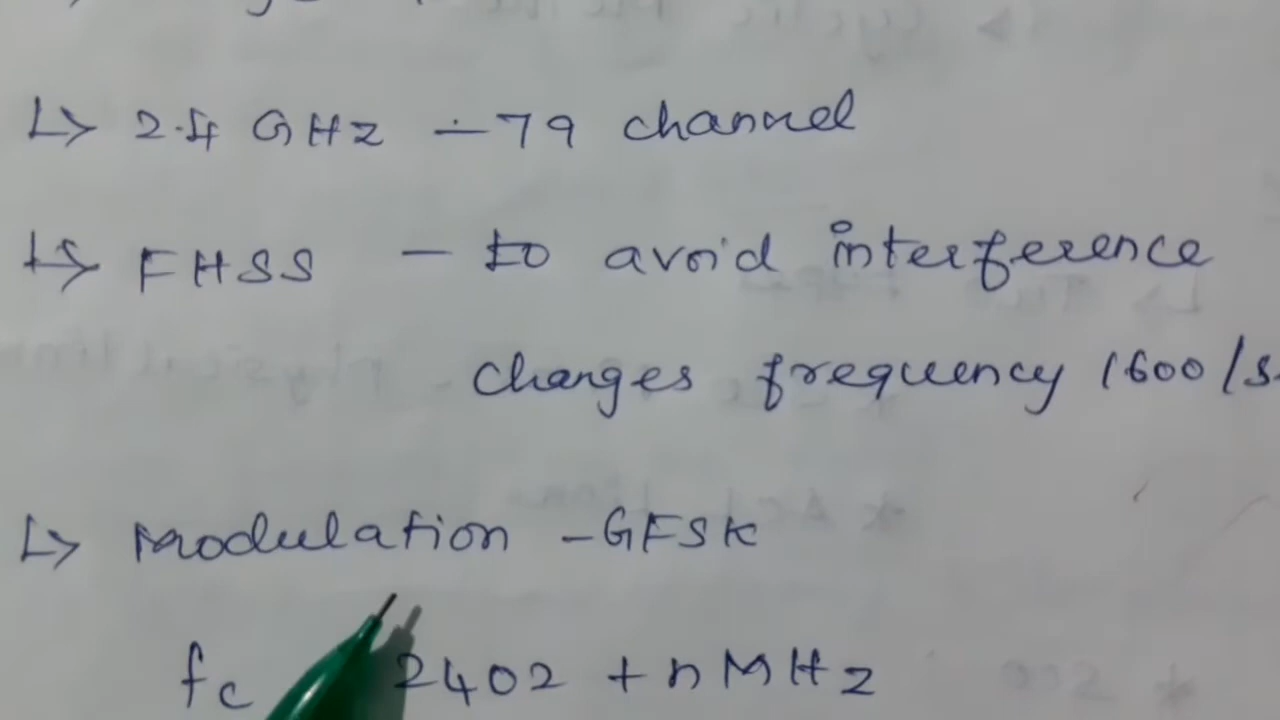 ↳ 2.4 GHz - 79 channel
↳ FHSS - to avoid interference
changes frequency 1600/s.
↳ Modulation - GFSK
fc 2402 + n MHz